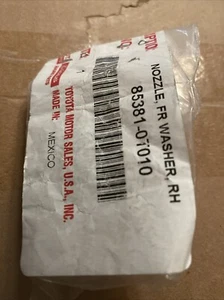 NOZZLE, FR WASHER, RH
85381-0T010
TOYOTA MOTOR SALES, U.S.A., INC.
MADE IN:
MEXICO